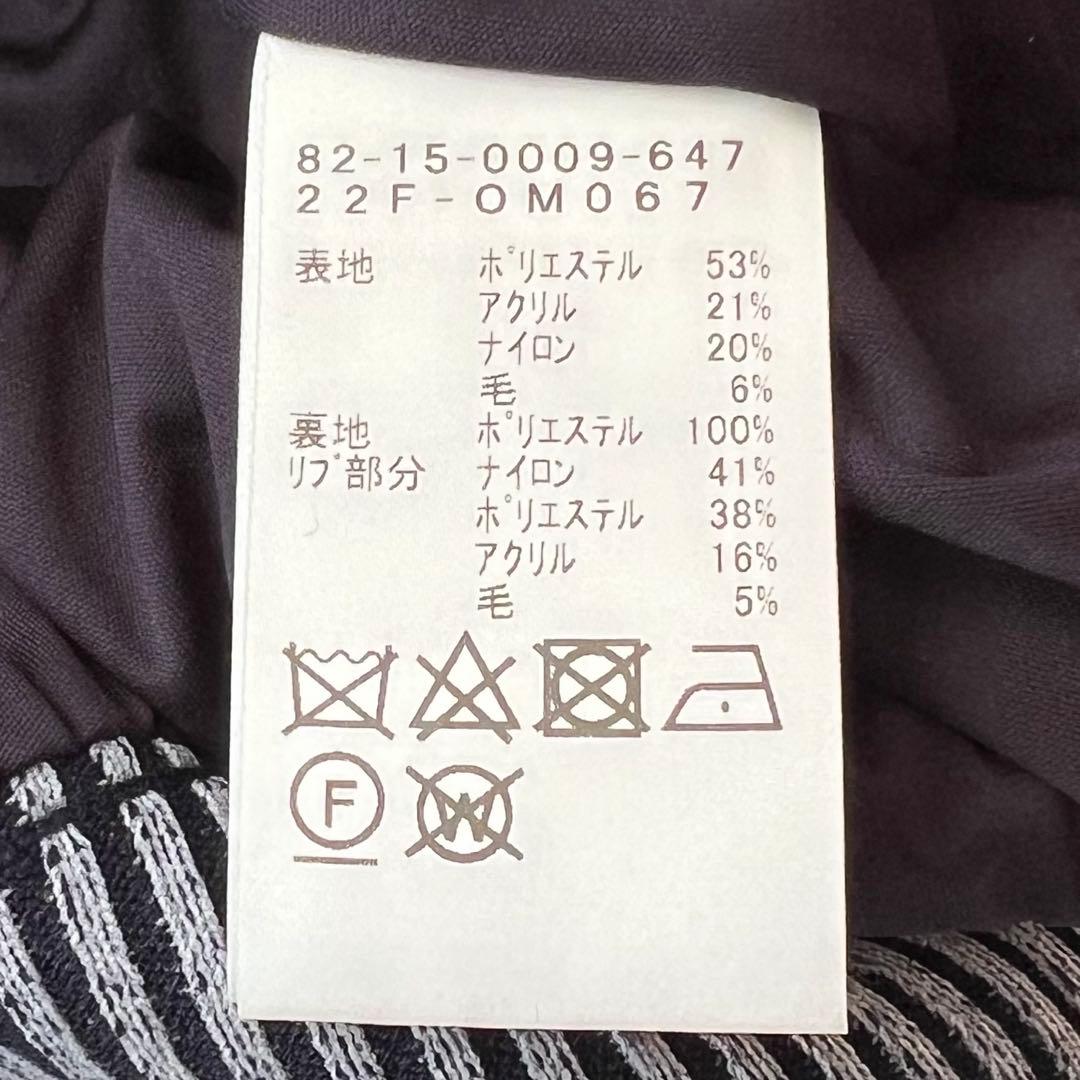 82-15-0009-647
22F-OM067
表地 ポリエステル 53%
アクリル 21%
ナイロン 20%
毛 6%
裏地 ポリエステル 100%
リブ部分 ナイロン 41%
ポリエステル 38%
アクリル 16%
毛 5%
F W